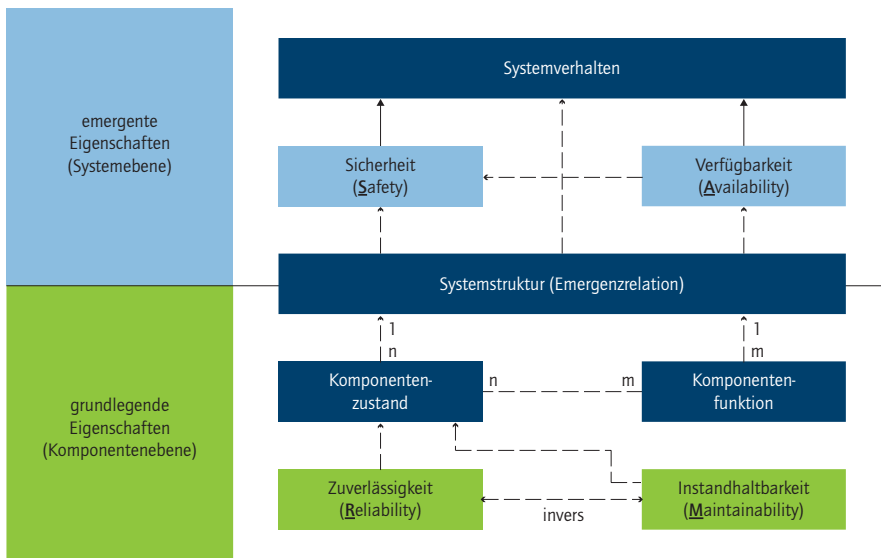 Systemverhalten
emergente
Eigenschaften
(Systemebene)
Sicherheit
(Safety)
Verfügbarkeit
(Availability)
Systemstruktur (Emergenzrelation)
1
n
1
m
Komponenten-
zustand
n
m
Komponenten-
funktion
grundlegende
Eigenschaften
(Komponentenebene)
Zuverlässigkeit
(Reliability)
invers
Instandhaltbarkeit
(Maintainability)